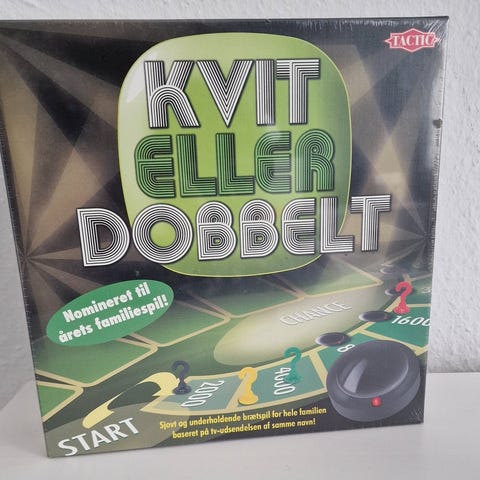 TACTIC
KVIT
ELLER
DOBBELT
Nomineret til
årets familiespil!
CHANCE
1600
8
4000
2000
START
Sjovt og underholdende brætspil for hele familien
baseret på tv-udsendelsen af samme navn!